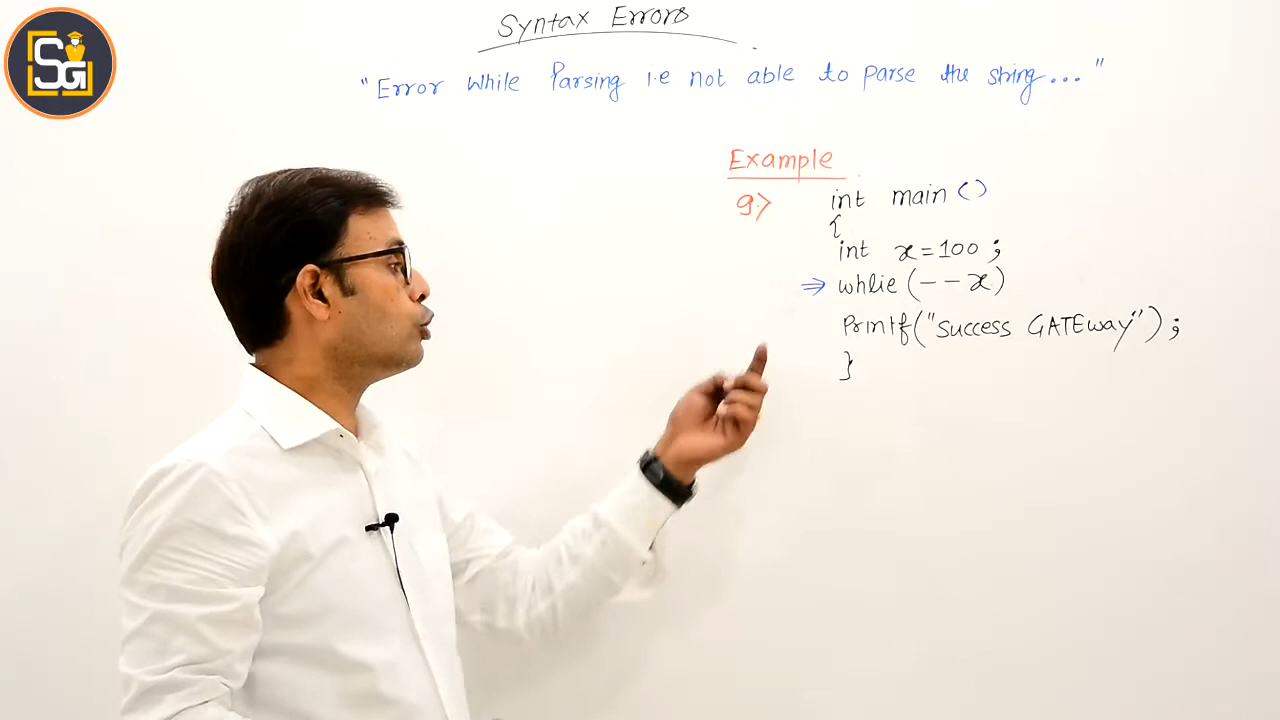 SG
Syntax Errors
"Error while Parsing i.e not able to parse the string..."
Example
9.> int main ()
{
int x=100;
⇒ whlie (--x)
Printf("Success GATEway");
}